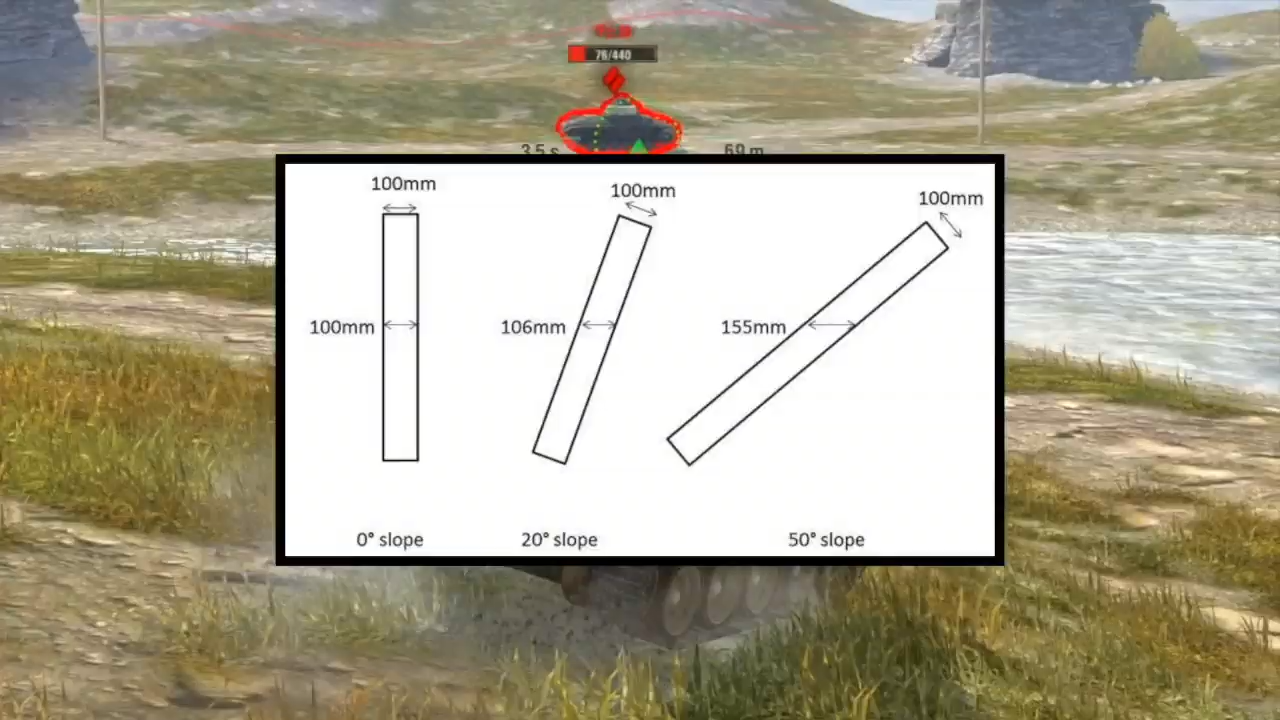 76/440
3.5 s
69 m
100mm
100mm
100mm
100mm
106mm
155mm
0° slope
20° slope
50° slope